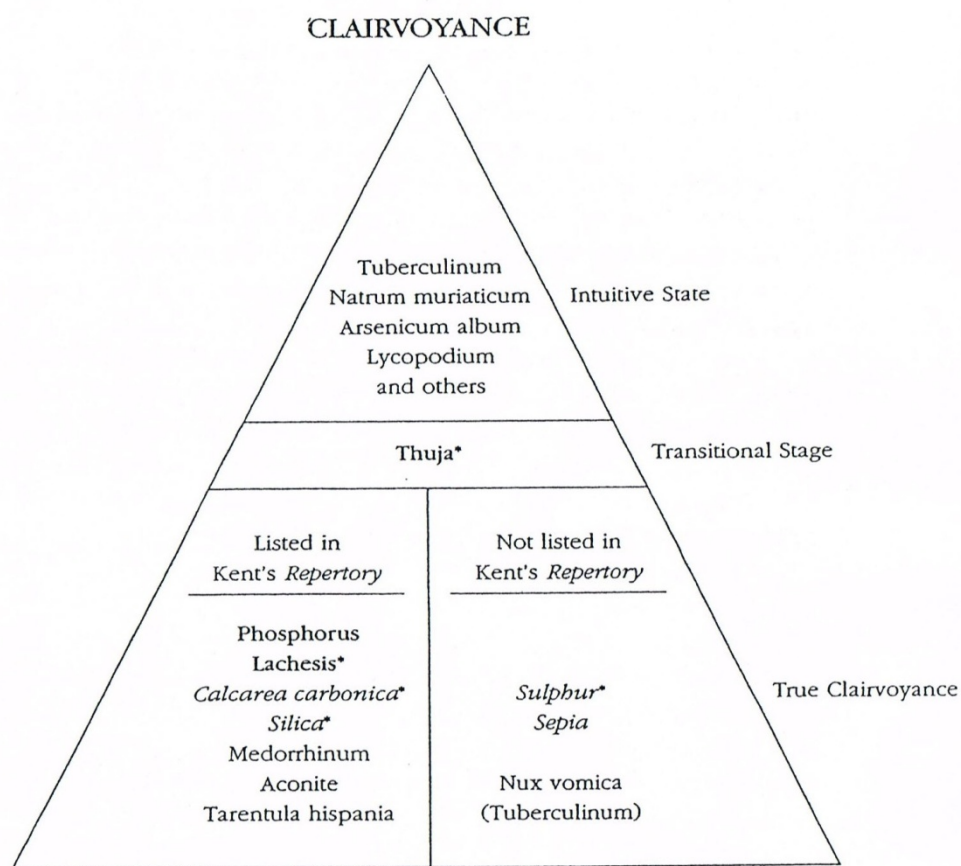 CLAIRVOYANCE
Tuberculinum
Natrum muriaticum
Arsenicum album
Lycopodium
and others
Intuitive State
Thuja*
Transitional Stage
Listed in
Kent's Repertory
Phosphorus
Lachesis*
Calcarea carbonica*
Silica*
Medorrhinum
Aconite
Tarentula hispania
Not listed in
Kent's Repertory
Sulphur*
Sepia
Nux vomica
(Tuberculinum)
True Clairvoyance